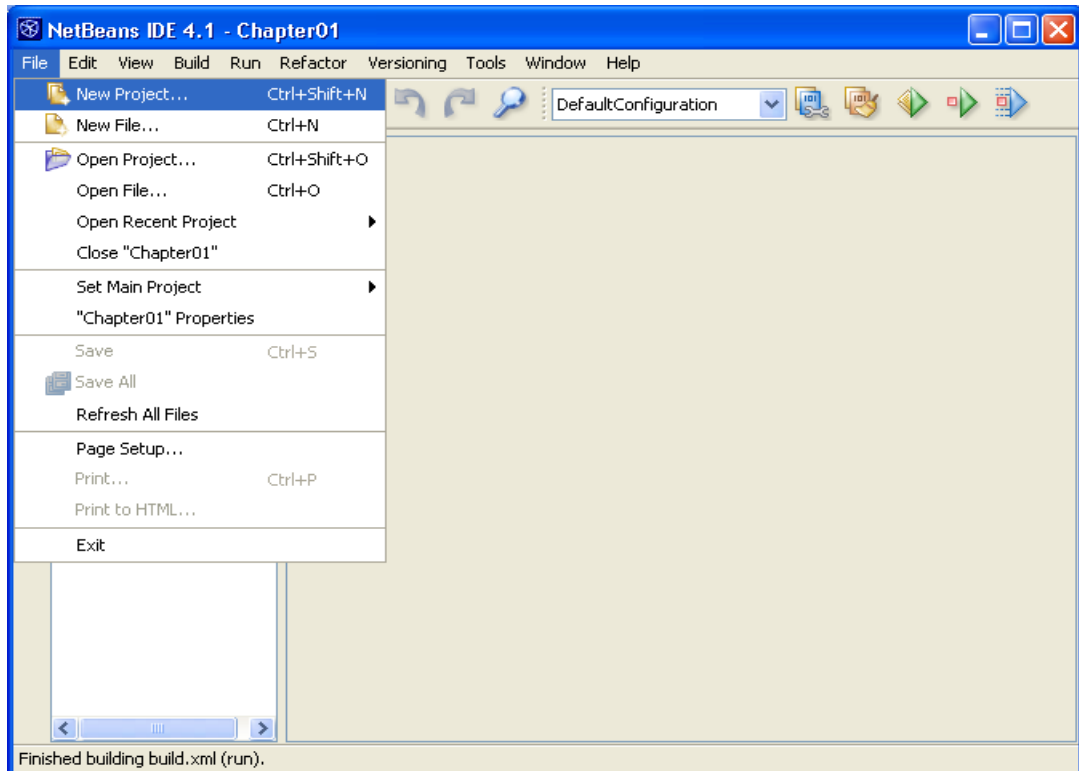 NetBeans IDE 4.1 - Chapter01
File Edit View Build Run Refactor Versioning Tools Window Help
New Project... Ctrl+Shift+N
DefaultConfiguration
New File... Ctrl+N
Open Project... Ctrl+Shift+O
Open File... Ctrl+O
Open Recent Project
Close "Chapter01"
Set Main Project
"Chapter01" Properties
Save Ctrl+S
Save All
Refresh All Files
Page Setup...
Print... Ctrl+P
Print to HTML...
Exit
Finished building build.xml (run).